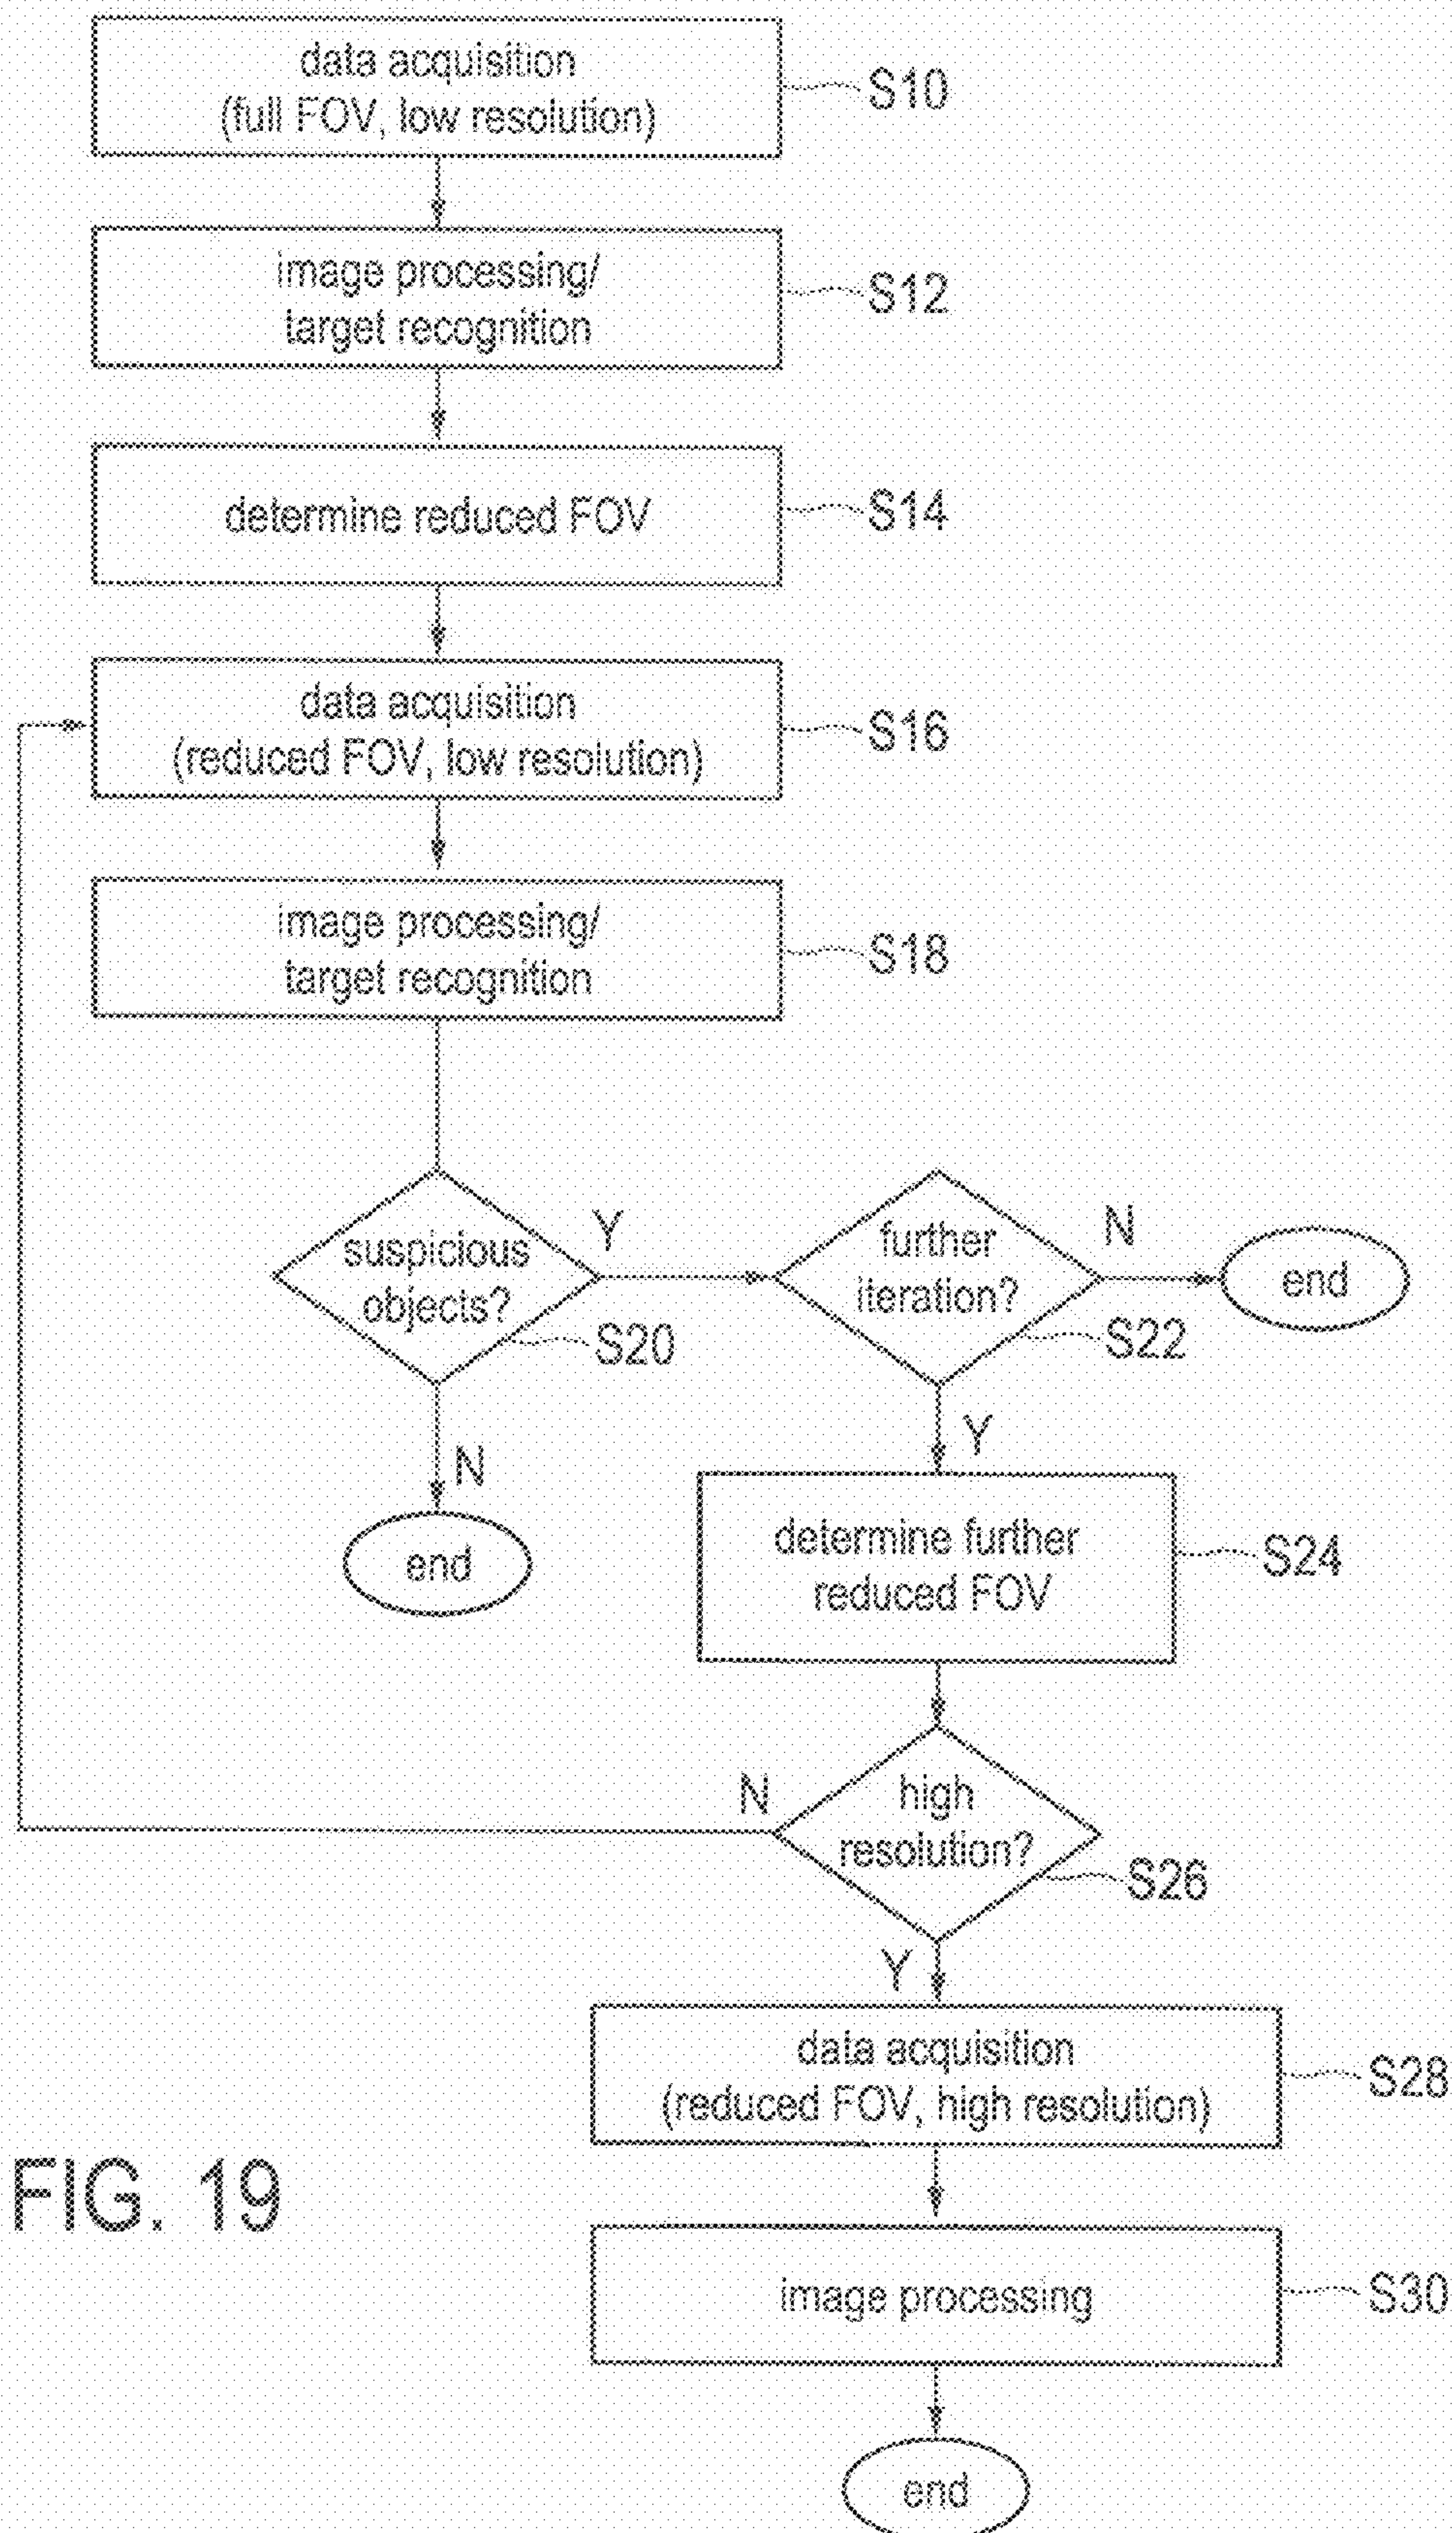 data acquisition
(full FOV, low resolution)
S10
image processing/
target recognition
S12
determine reduced FOV
S14
data acquisition
(reduced FOV, low resolution)
S16
image processing/
target recognition
S18
suspicious
objects?
S20
Y
N
end
further
iteration?
S22
N
end
Y
determine further
reduced FOV
S24
high
resolution?
S26
N
Y
data acquisition
(reduced FOV, high resolution)
S28
image processing
S30
end
FIG. 19